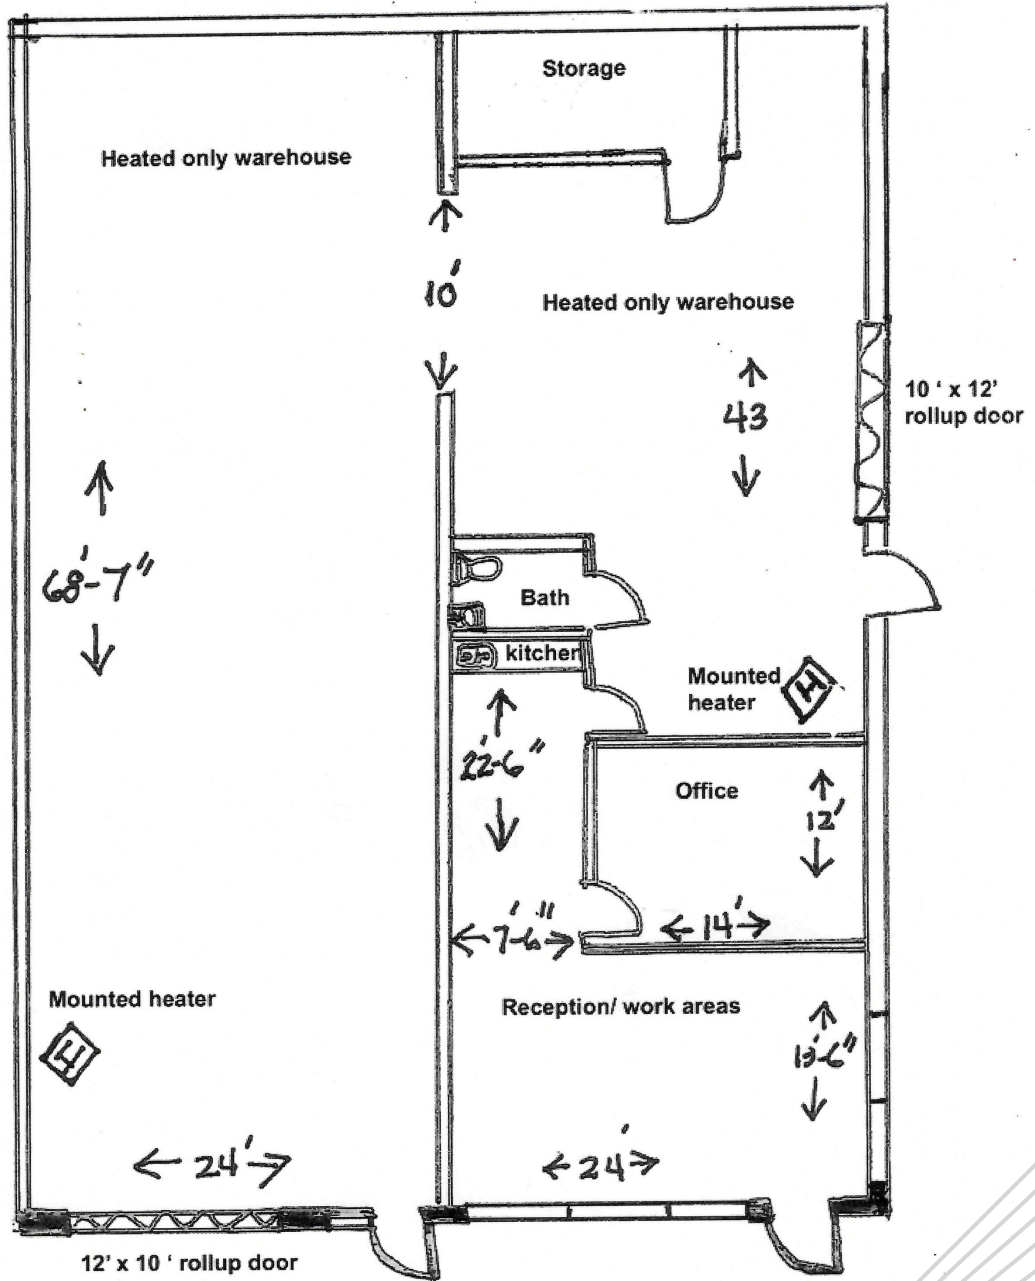 Storage
Heated only warehouse
10'
Heated only warehouse
43
10 ' x 12'
rollup door
68'-7"
Bath
kitchen
Mounted
heater
H
22'-6"
Office
12'
14'
7'-6"
Mounted heater
H
Reception/ work areas
13'-6"
24'
24'
12' x 10 ' rollup door